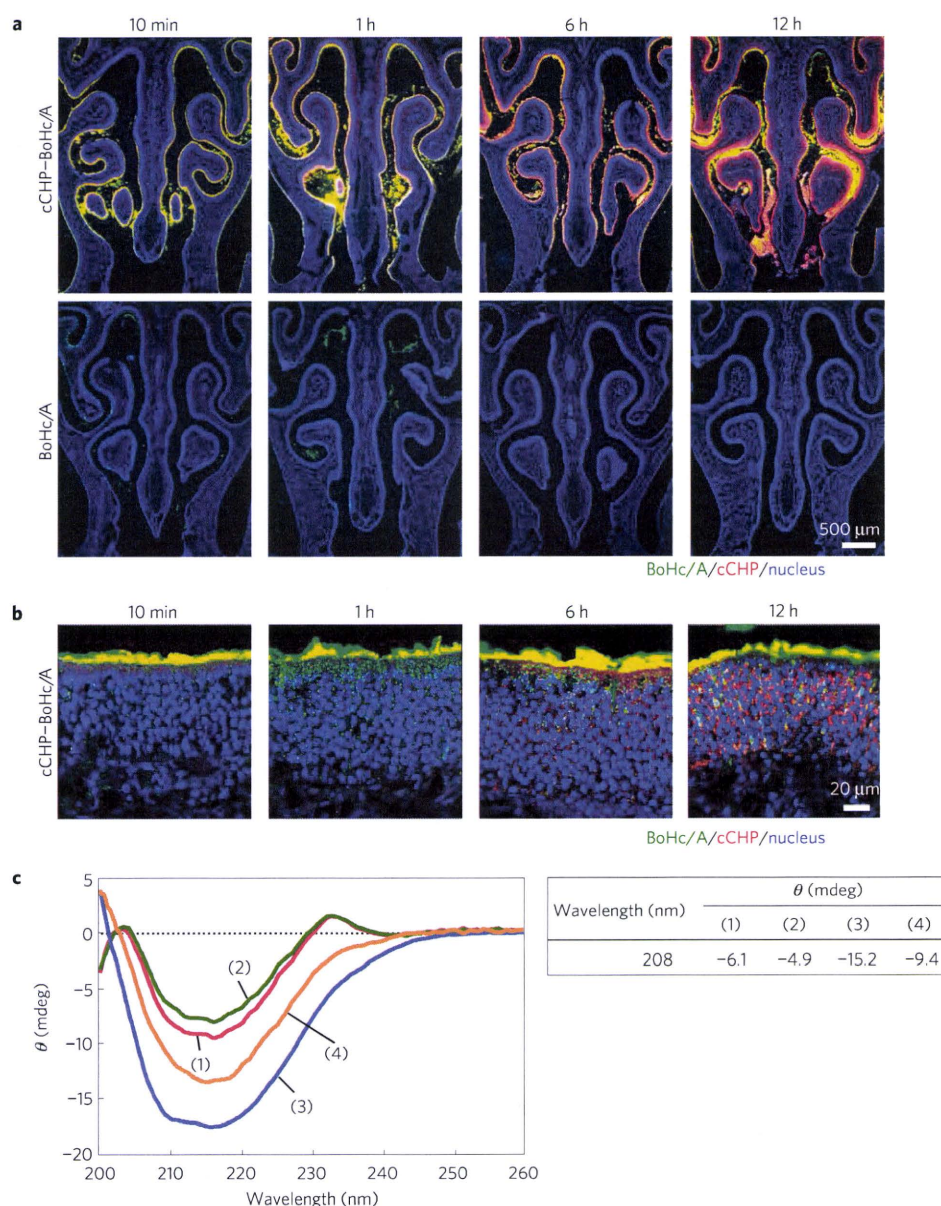 a
10 min 1 h 6 h 12 h
cCHP–BoHc/A
BoHc/A
500 μm
BoHc/A/cCHP/nucleus
b
10 min 1 h 6 h 12 h
cCHP–BoHc/A
20 μm
BoHc/A/cCHP/nucleus
c
5
0
−5
−10
−15
−20
θ (mdeg)
(2)
(1)
(4)
(3)
200 210 220 230 240 250 260
Wavelength (nm)
θ (mdeg)
Wavelength (nm)
(1) (2) (3) (4)
208 −6.1 −4.9 −15.2 −9.4